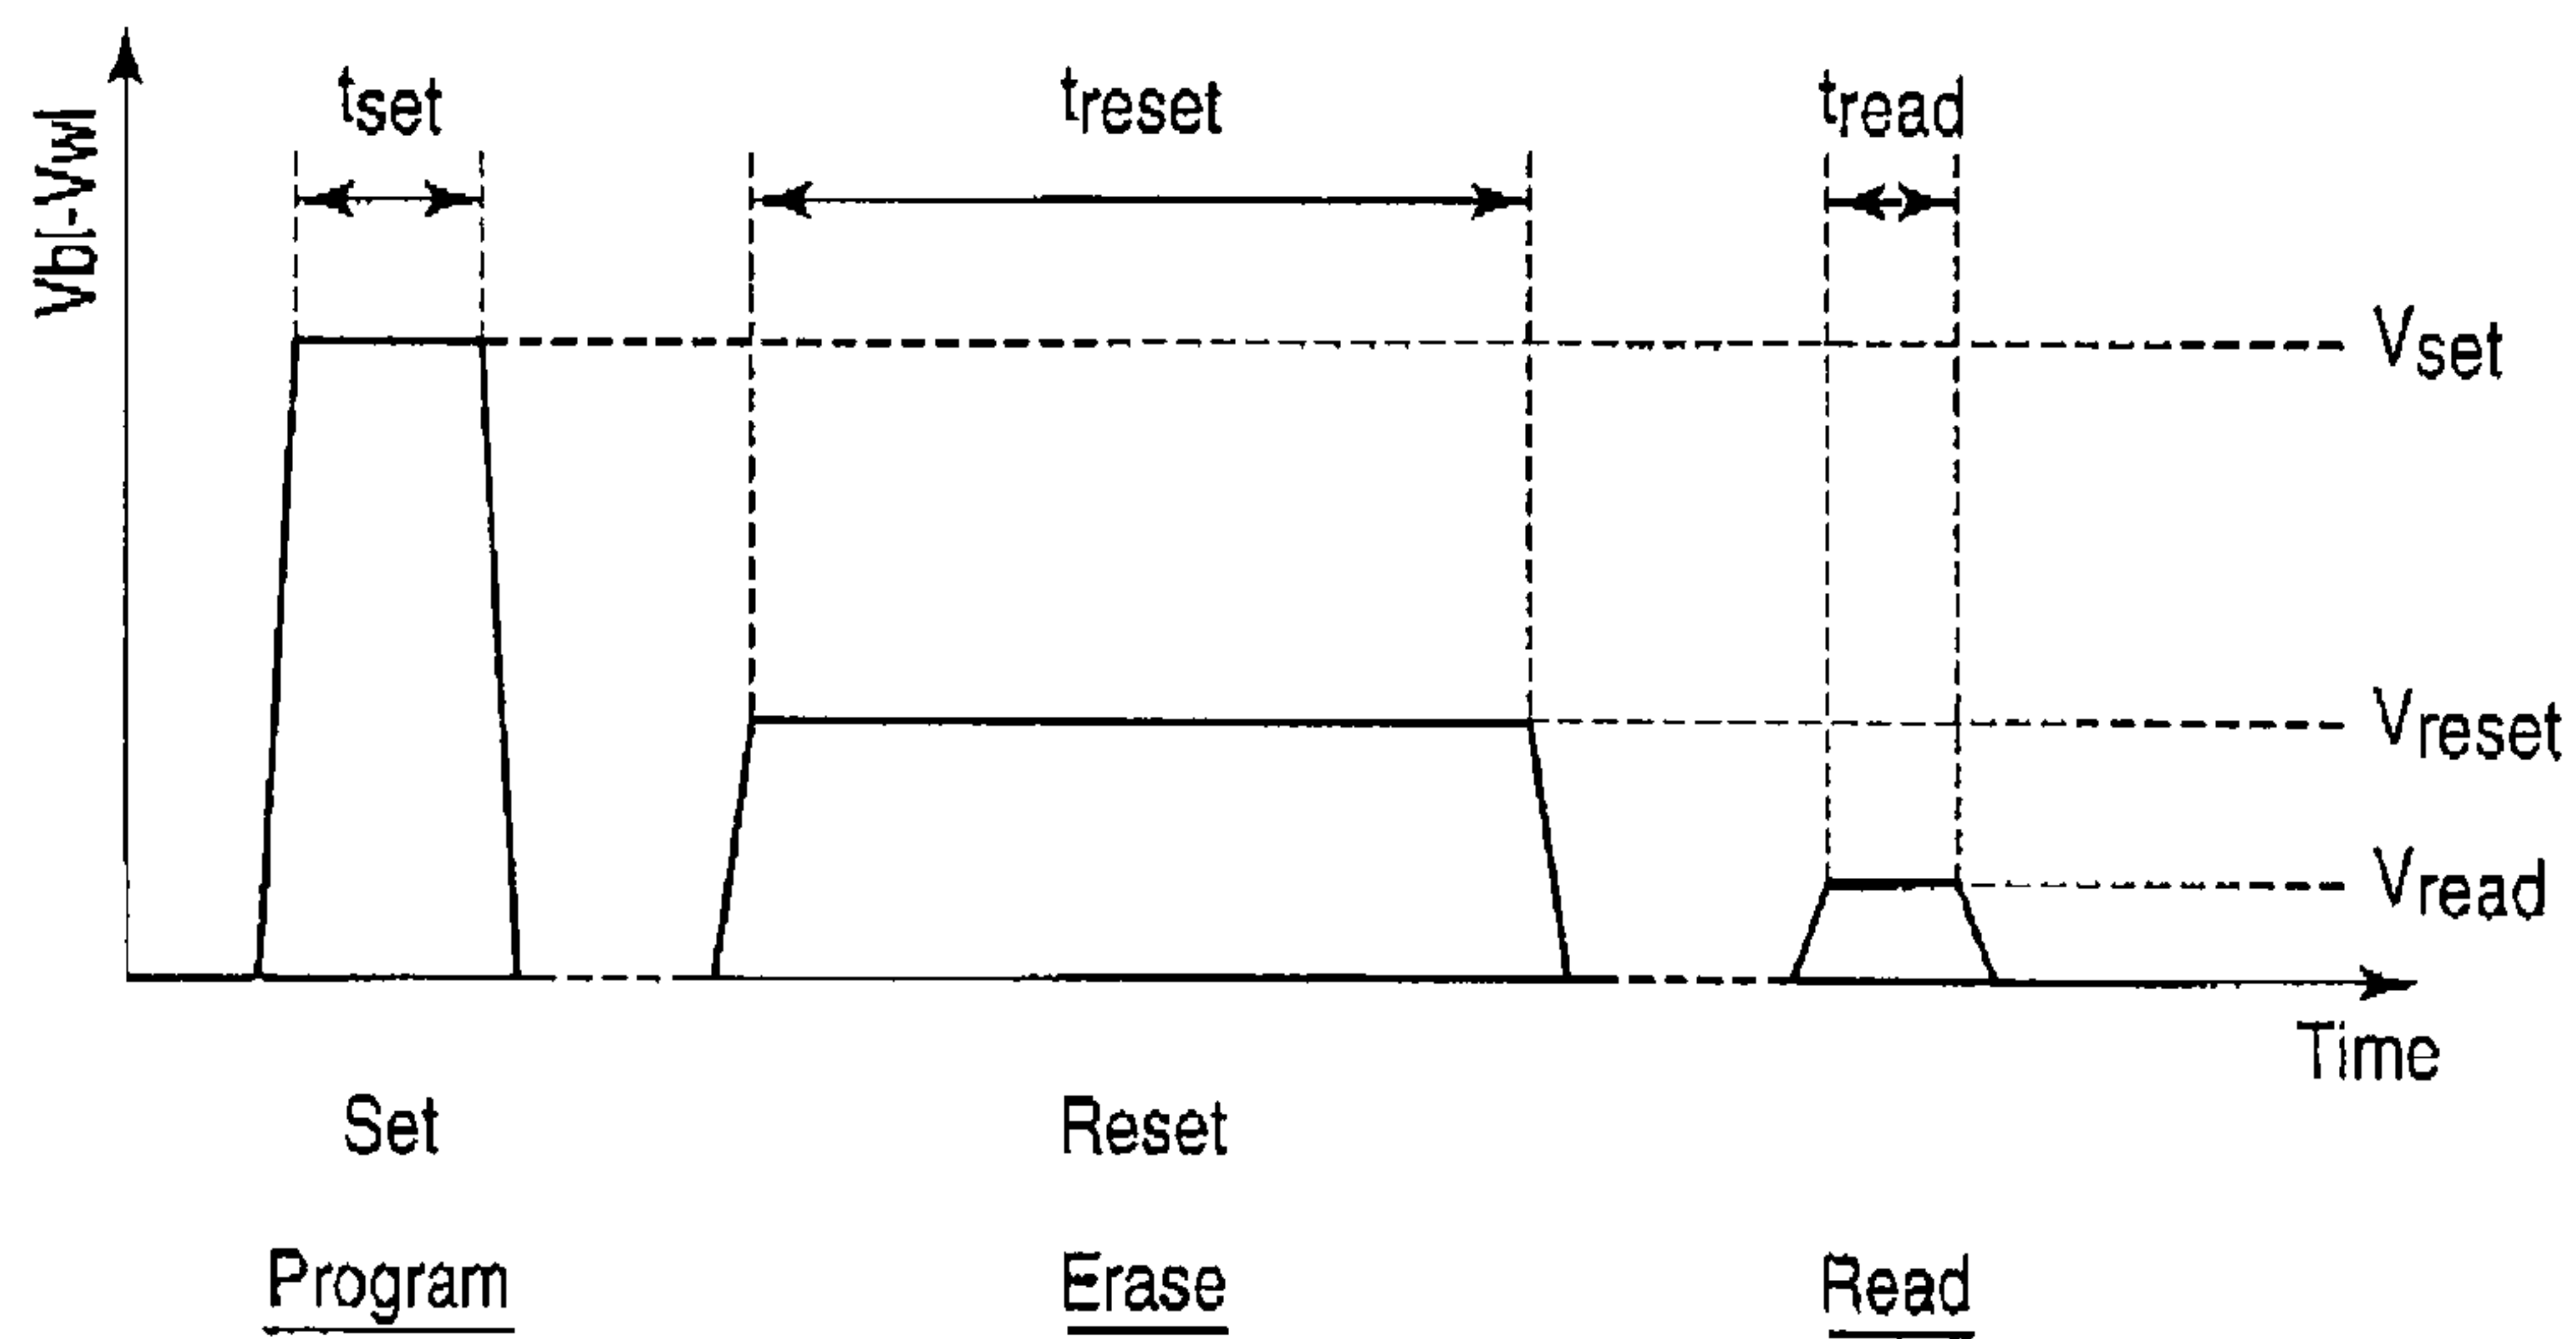 tset
treset
tread
Vbl-Vwl
Vset
Vreset
Vread
Time
Set
Reset
Program
Erase
Read